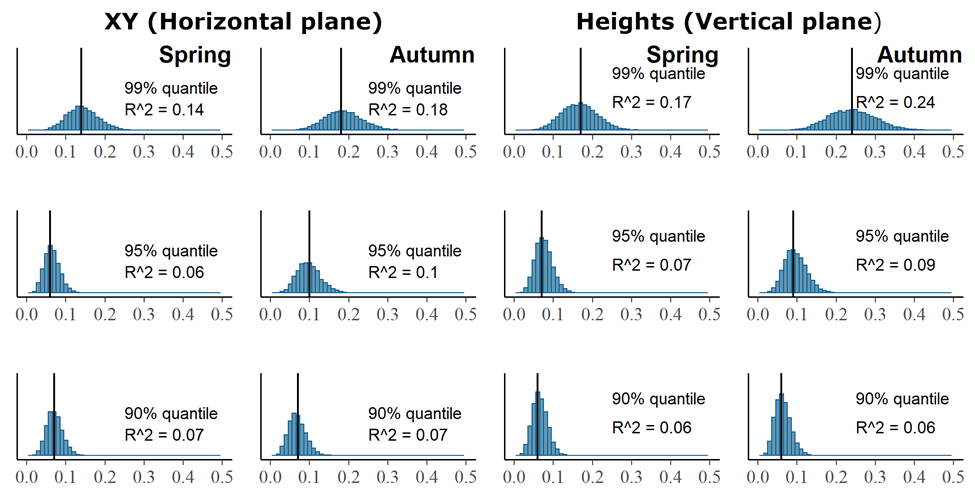 XY (Horizontal plane)
Heights (Vertical plane)
Spring
Autumn
Spring
Autumn
99% quantile
R^2 = 0.14
99% quantile
R^2 = 0.18
99% quantile
R^2 = 0.17
99% quantile
R^2 = 0.24
0.0 0.1 0.2 0.3 0.4 0.5
0.0 0.1 0.2 0.3 0.4 0.5
0.0 0.1 0.2 0.3 0.4 0.5
0.0 0.1 0.2 0.3 0.4 0.5
95% quantile
R^2 = 0.06
95% quantile
R^2 = 0.1
95% quantile
R^2 = 0.07
95% quantile
R^2 = 0.09
0.0 0.1 0.2 0.3 0.4 0.5
0.0 0.1 0.2 0.3 0.4 0.5
0.0 0.1 0.2 0.3 0.4 0.5
0.0 0.1 0.2 0.3 0.4 0.5
90% quantile
R^2 = 0.07
90% quantile
R^2 = 0.07
90% quantile
R^2 = 0.06
90% quantile
R^2 = 0.06
0.0 0.1 0.2 0.3 0.4 0.5
0.0 0.1 0.2 0.3 0.4 0.5
0.0 0.1 0.2 0.3 0.4 0.5
0.0 0.1 0.2 0.3 0.4 0.5